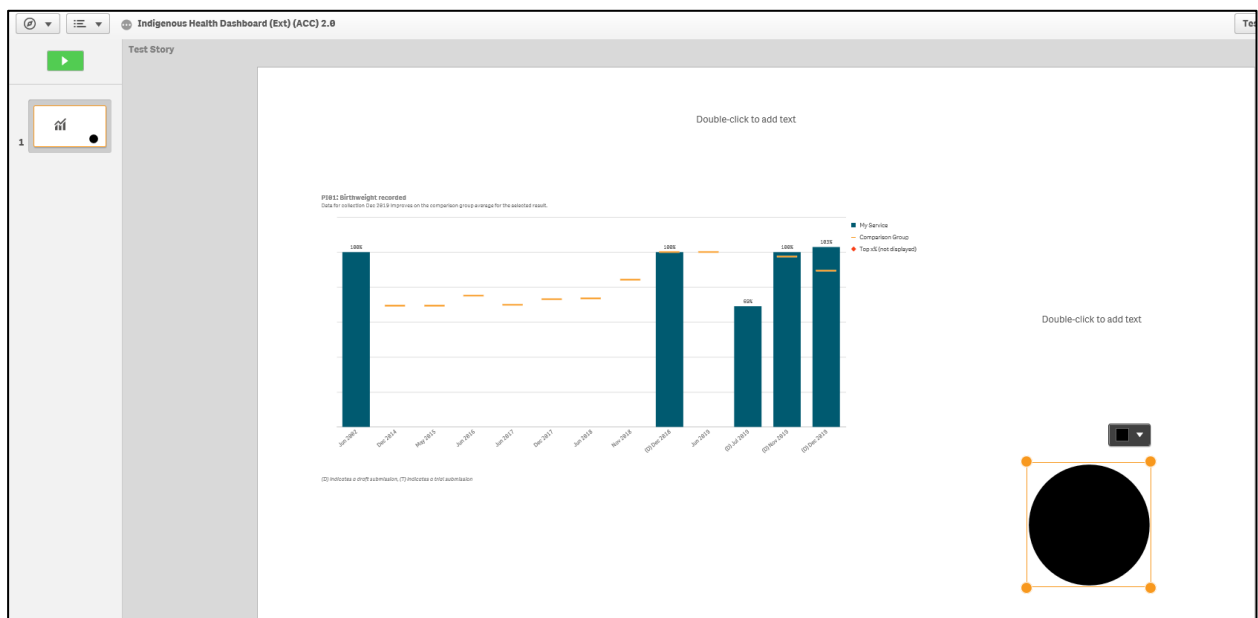 Indigenous Health Dashboard (Ext) (ACC) 2.0
Tes
Test Story
1
Double-click to add text
PI01: Birthweight recorded
Data for collection Dec 2019 improves on the comparison group average for the selected result.
100%
100%
69%
100%
103%
My Service
Comparison Group
Top x% (not displayed)
Double-click to add text
Jun 2002
Dec 2014
May 2015
Jun 2016
Jun 2017
Dec 2017
Jun 2018
Nov 2018
(D) Dec 2018
Jun 2019
(D) Jul 2019
(D) Nov 2019
(D) Dec 2019
(D) indicates a draft submission, (T) indicates a trial submission